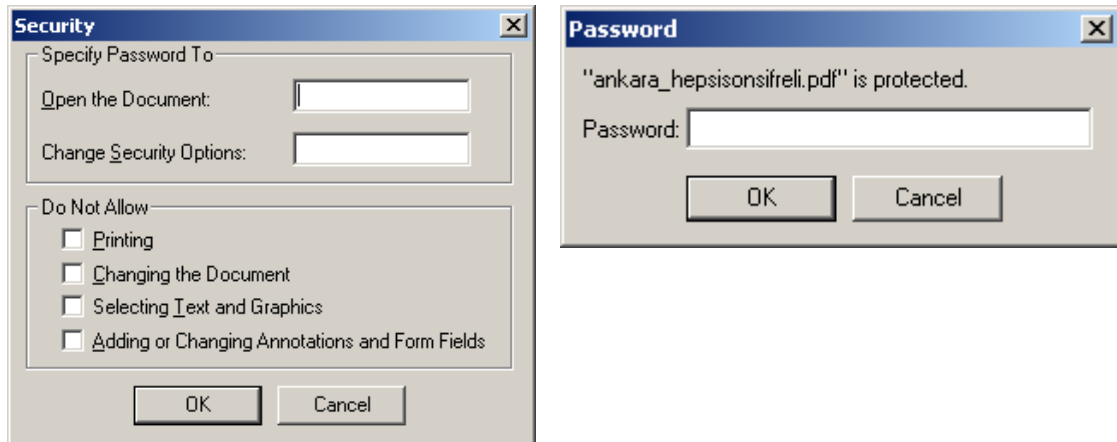 Security
Specify Password To
Open the Document:
Change Security Options:
Do Not Allow
Printing
Changing the Document
Selecting Text and Graphics
Adding or Changing Annotations and Form Fields
OK Cancel
Password
"ankara_hepsisonsifreli.pdf" is protected.
Password:
OK Cancel